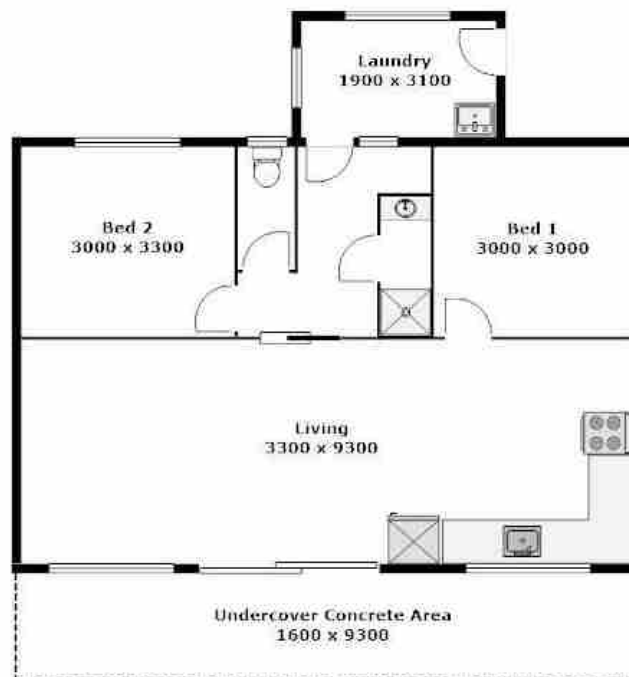 Laundry
1900 x 3100
Bed 2
3000 x 3300
Bed 1
3000 x 3000
Living
3300 x 9300
Undercover Concrete Area
1600 x 9300